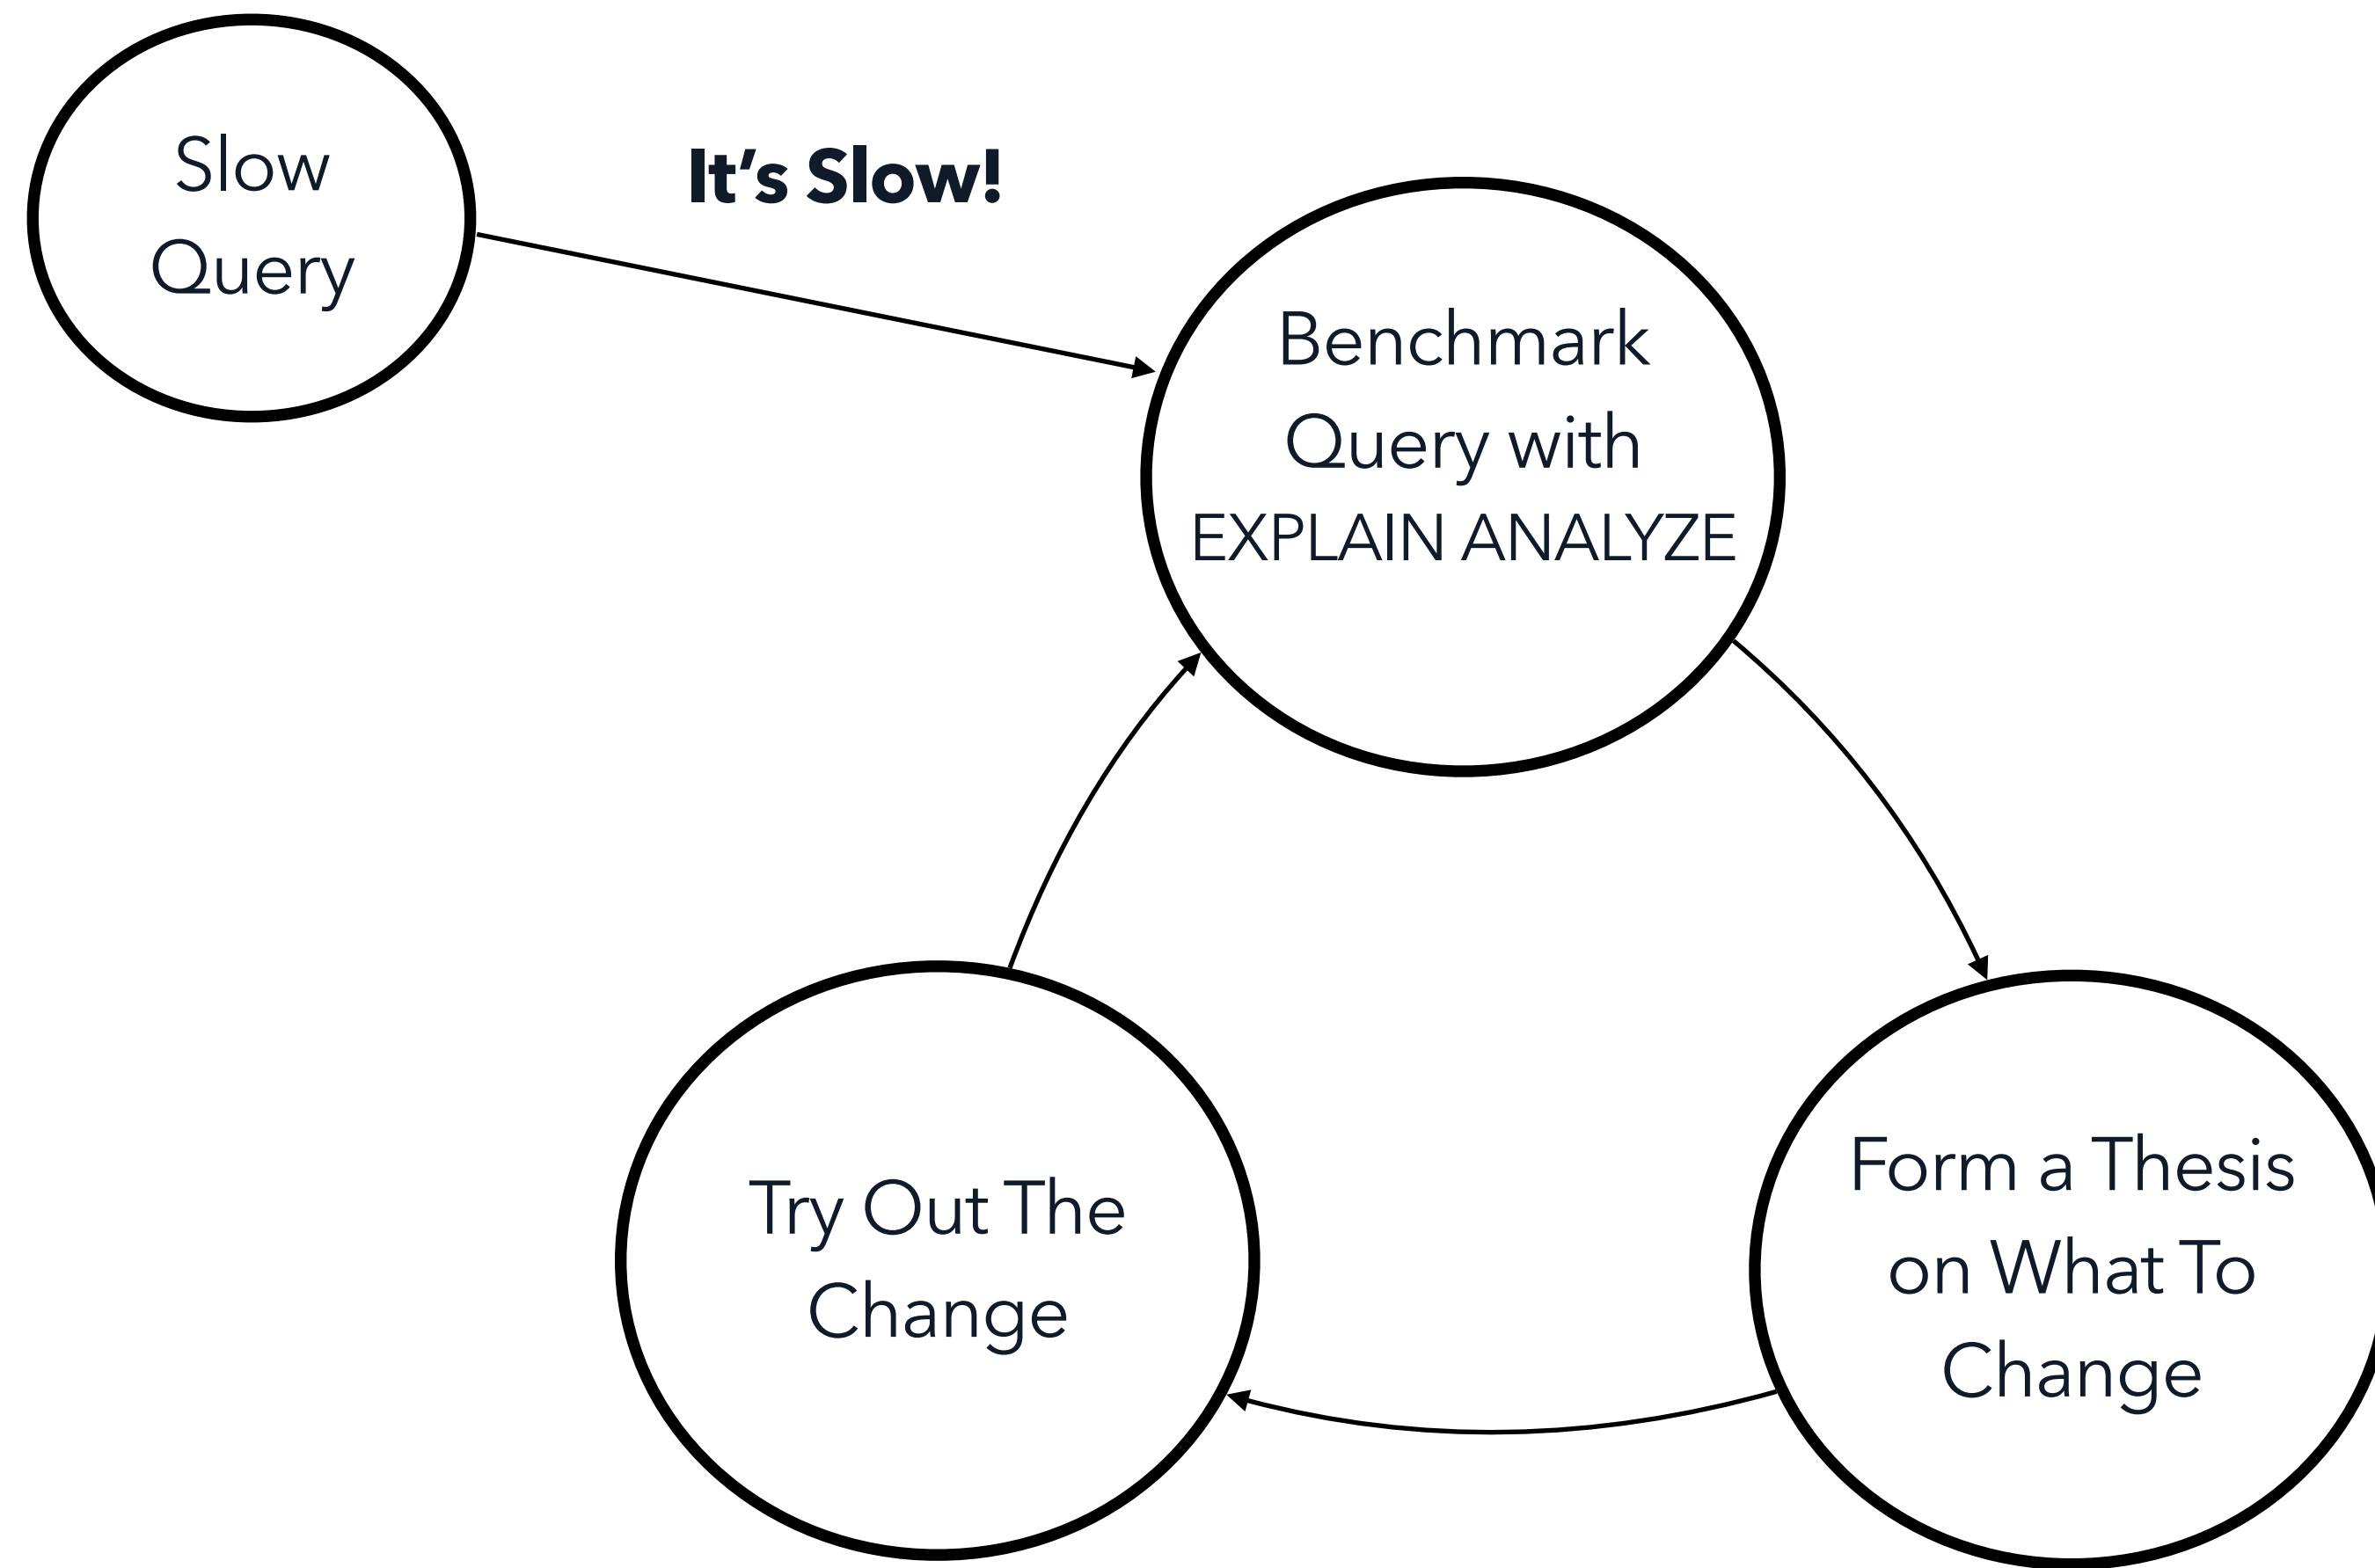 Slow
Query
It's Slow!
Benchmark
Query with
EXPLAIN ANALYZE
Try Out The
Change
Form a Thesis
on What To
Change